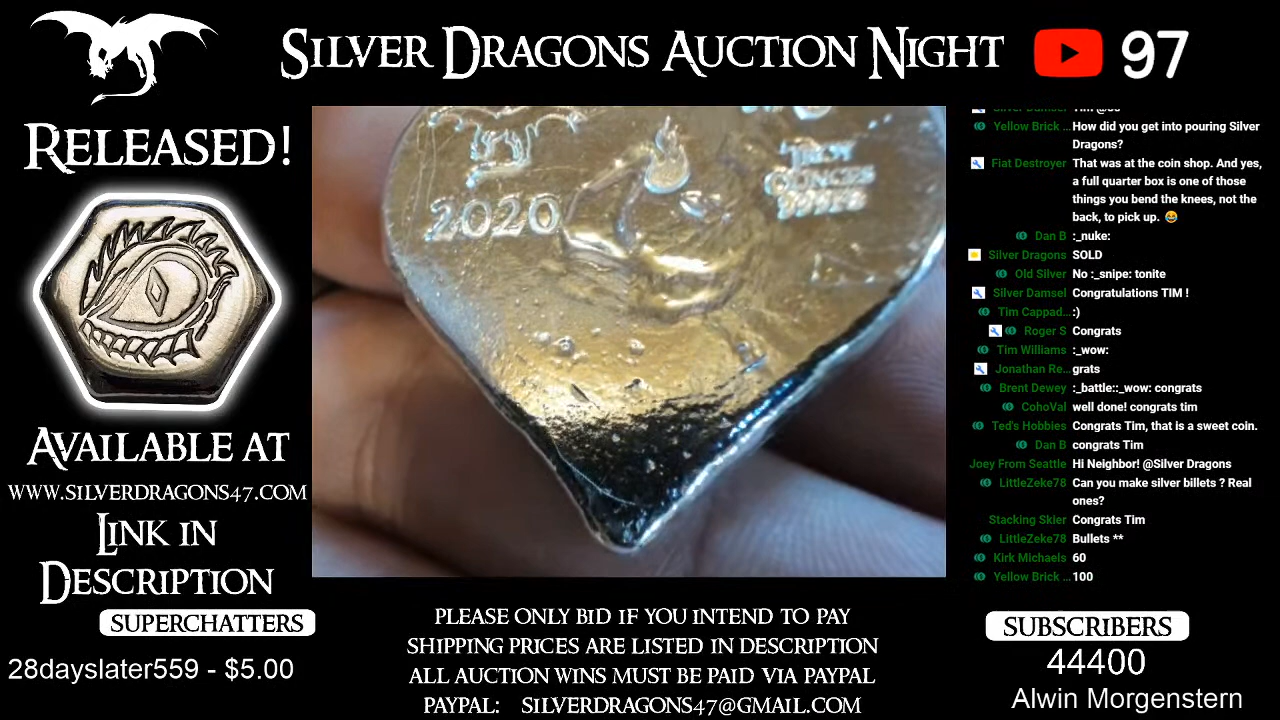 SILVER DRAGONS AUCTION NIGHT
97
RELEASED!
AVAILABLE AT
WWW.SILVERDRAGONS47.COM
LINK IN
DESCRIPTION
SUPERCHATTERS
28dayslater559 - $5.00
2020
TROY
OUNCES
Silver Damsel
Yellow Brick ... How did you get into pouring Silver
Dragons?
Fiat Destroyer That was at the coin shop. And yes,
a full quarter box is one of those
things you bend the knees, not the
back, to pick up. 😂
Dan B :_nuke:
Silver Dragons SOLD
Old Silver No :_snipe: tonite
Silver Damsel Congratulations TIM !
Tim Cappad... :)
Roger S Congrats
Tim Williams :_wow:
Jonathan Re... grats
Brent Dewey :_battle::_wow: congrats
CohoVal well done! congrats tim
Ted's Hobbies Congrats Tim, that is a sweet coin.
Dan B congrats Tim
Joey From Seattle Hi Neighbor! @Silver Dragons
LittleZeke78 Can you make silver billets ? Real
ones?
Stacking Skier Congrats Tim
LittleZeke78 Bullets **
Kirk Michaels 60
Yellow Brick ... 100
PLEASE ONLY BID IF YOU INTEND TO PAY
SHIPPING PRICES ARE LISTED IN DESCRIPTION
ALL AUCTION WINS MUST BE PAID VIA PAYPAL
PAYPAL: SILVERDRAGONS47@GMAIL.COM
SUBSCRIBERS
44400
Alwin Morgenstern